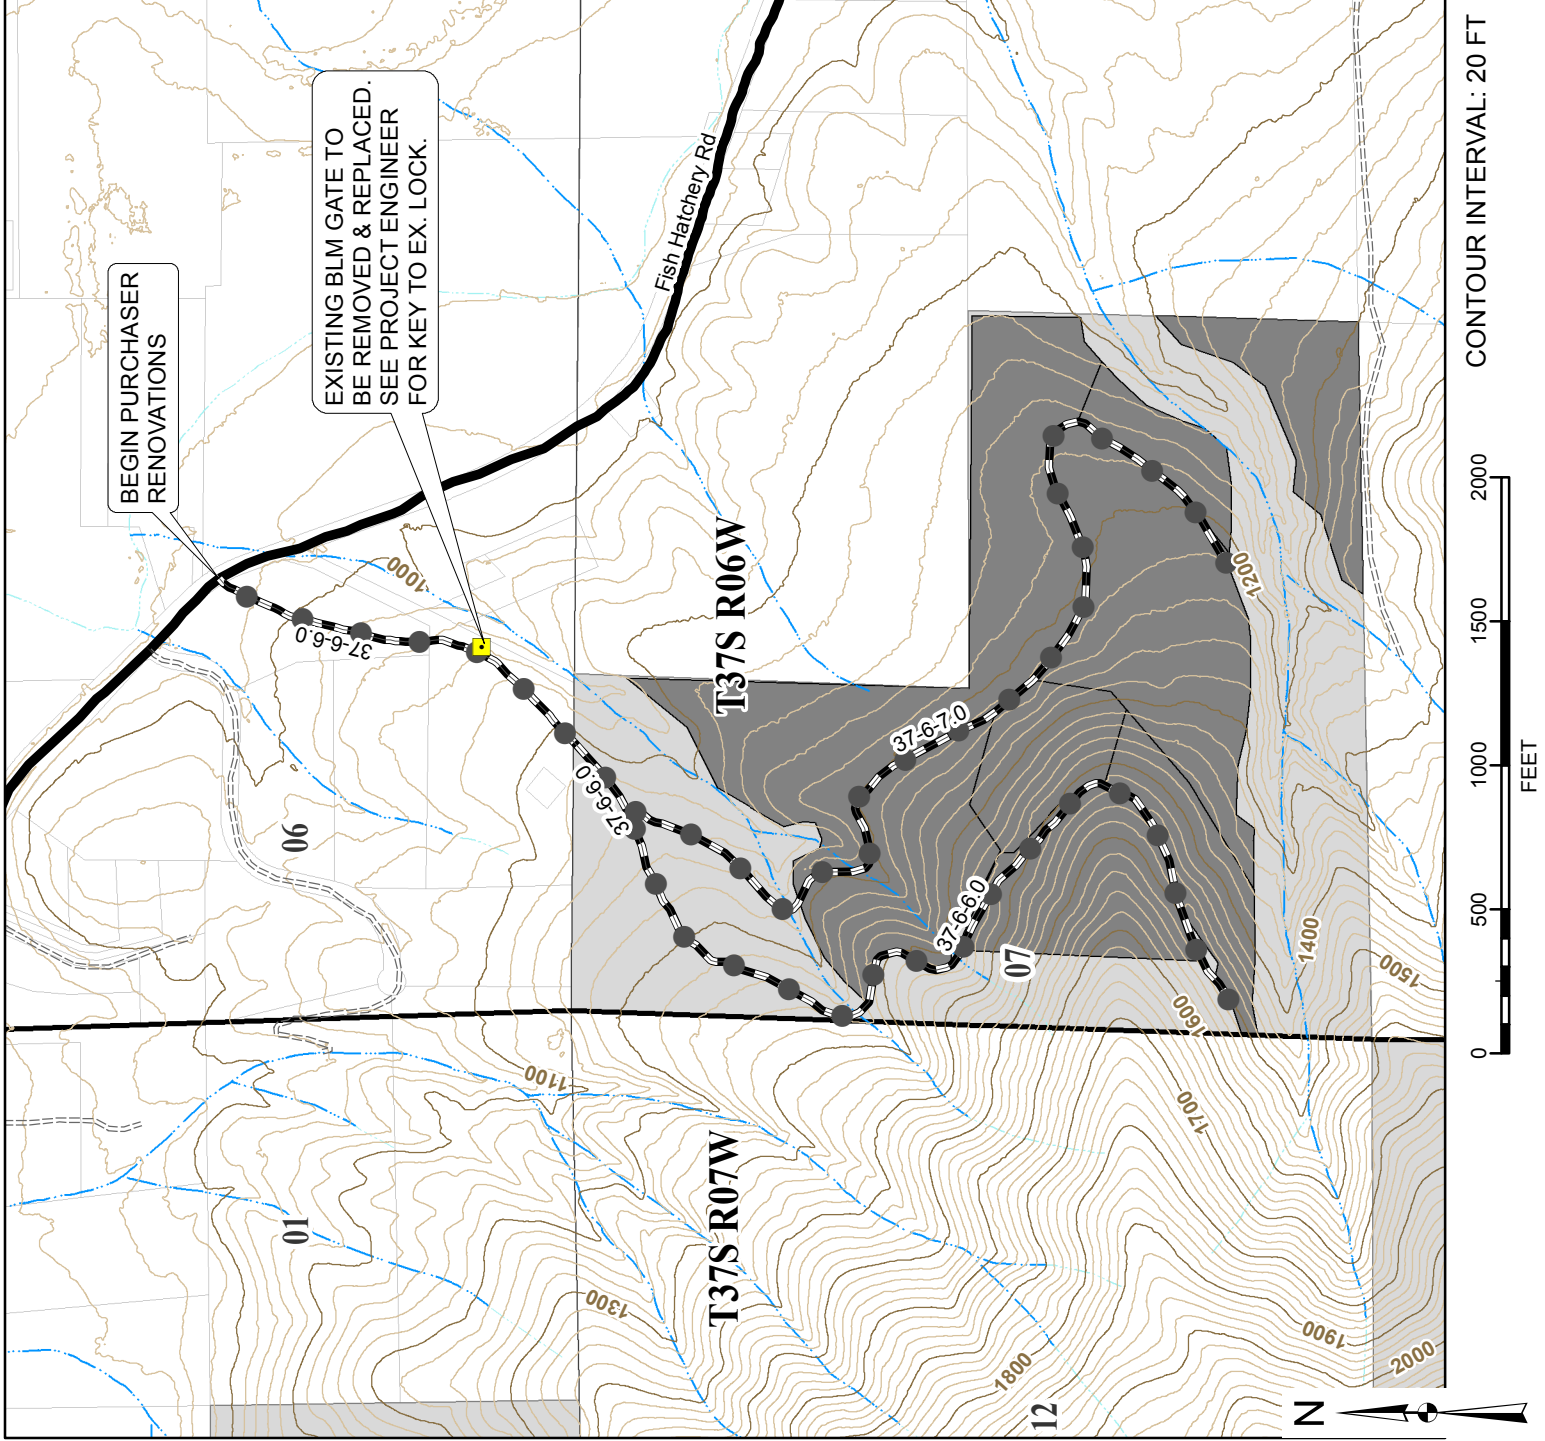 BEGIN PURCHASER
RENOVATIONS
EXISTING BLM GATE TO
BE REMOVED & REPLACED.
SEE PROJECT ENGINEER
FOR KEY TO EX. LOCK.
Fish Hatchery Rd
37-6-6.0
1000
06
37-6-6.0
T37S R06W
37-6-7.0
37-6-6.0
07
1200
1400
1500
1600
1100
01
T37S R07W
1700
1300
1800
1900
2000
12
N
CONTOUR INTERVAL: 20 FT
0 500 1000 1500 2000
FEET